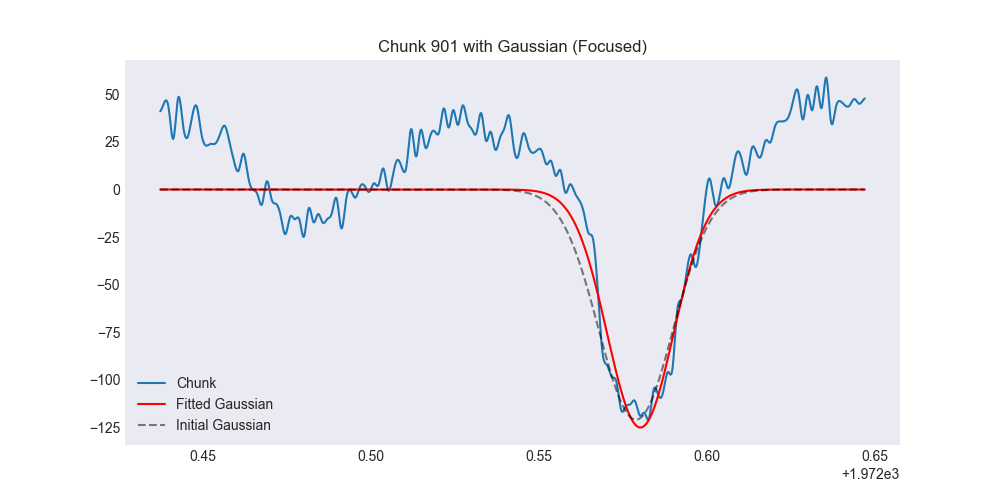 Chunk 901 with Gaussian (Focused)
50
25
0
−25
−50
−75
−100
−125
Chunk
Fitted Gaussian
Initial Gaussian
0.45 0.50 0.55 0.60 0.65
+1.972e3